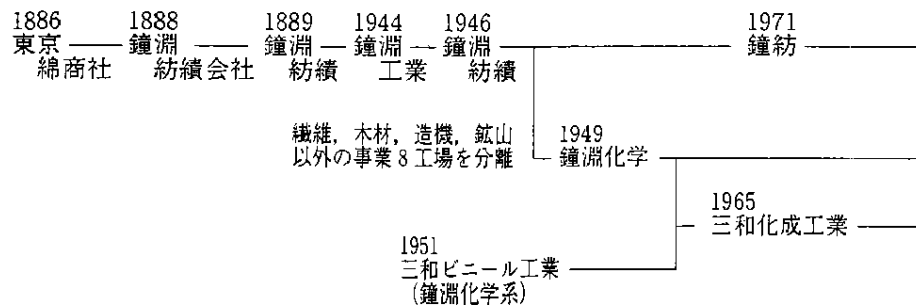 1886
東京
綿商社
1888
鐘淵
紡績会社
1889
鐘淵
紡績
1944
鐘淵
工業
1946
鐘淵
紡績
1971
鐘紡
繊維，木材，造機，鉱山
以外の事業8工場を分離
1949
鐘淵化学
1965
三和化成工業
1951
三和ビニール工業
（鐘淵化学系）